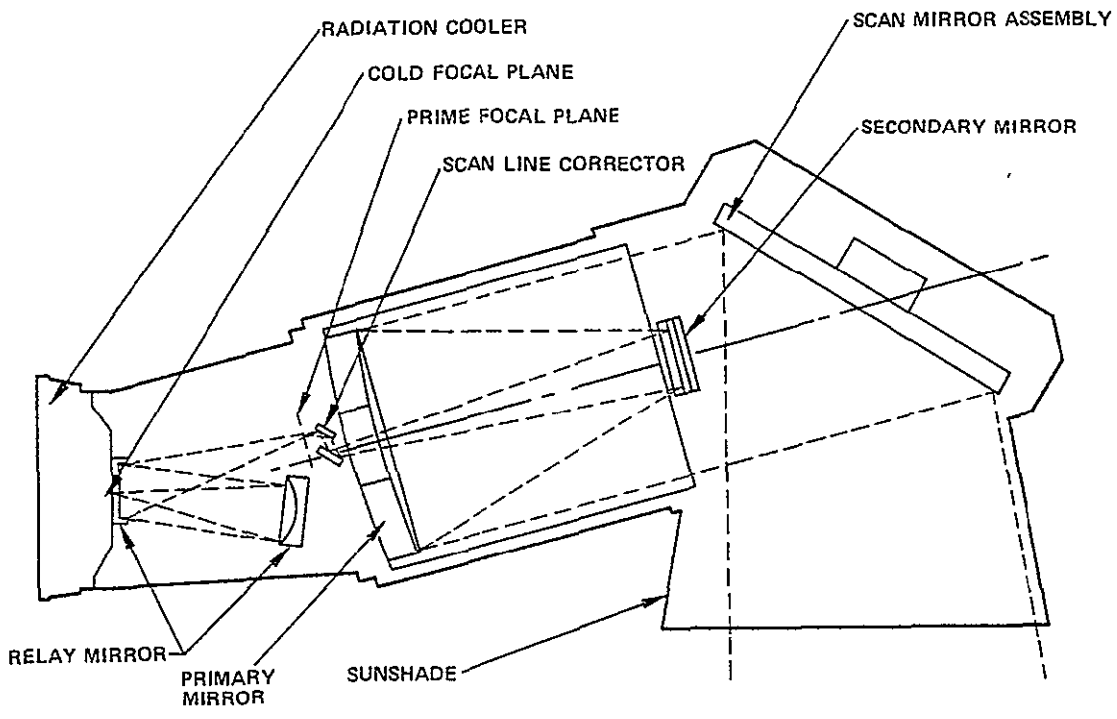 RADIATION COOLER
COLD FOCAL PLANE
PRIME FOCAL PLANE
SCAN LINE CORRECTOR
SCAN MIRROR ASSEMBLY
SECONDARY MIRROR
RELAY MIRROR
PRIMARY
MIRROR
SUNSHADE